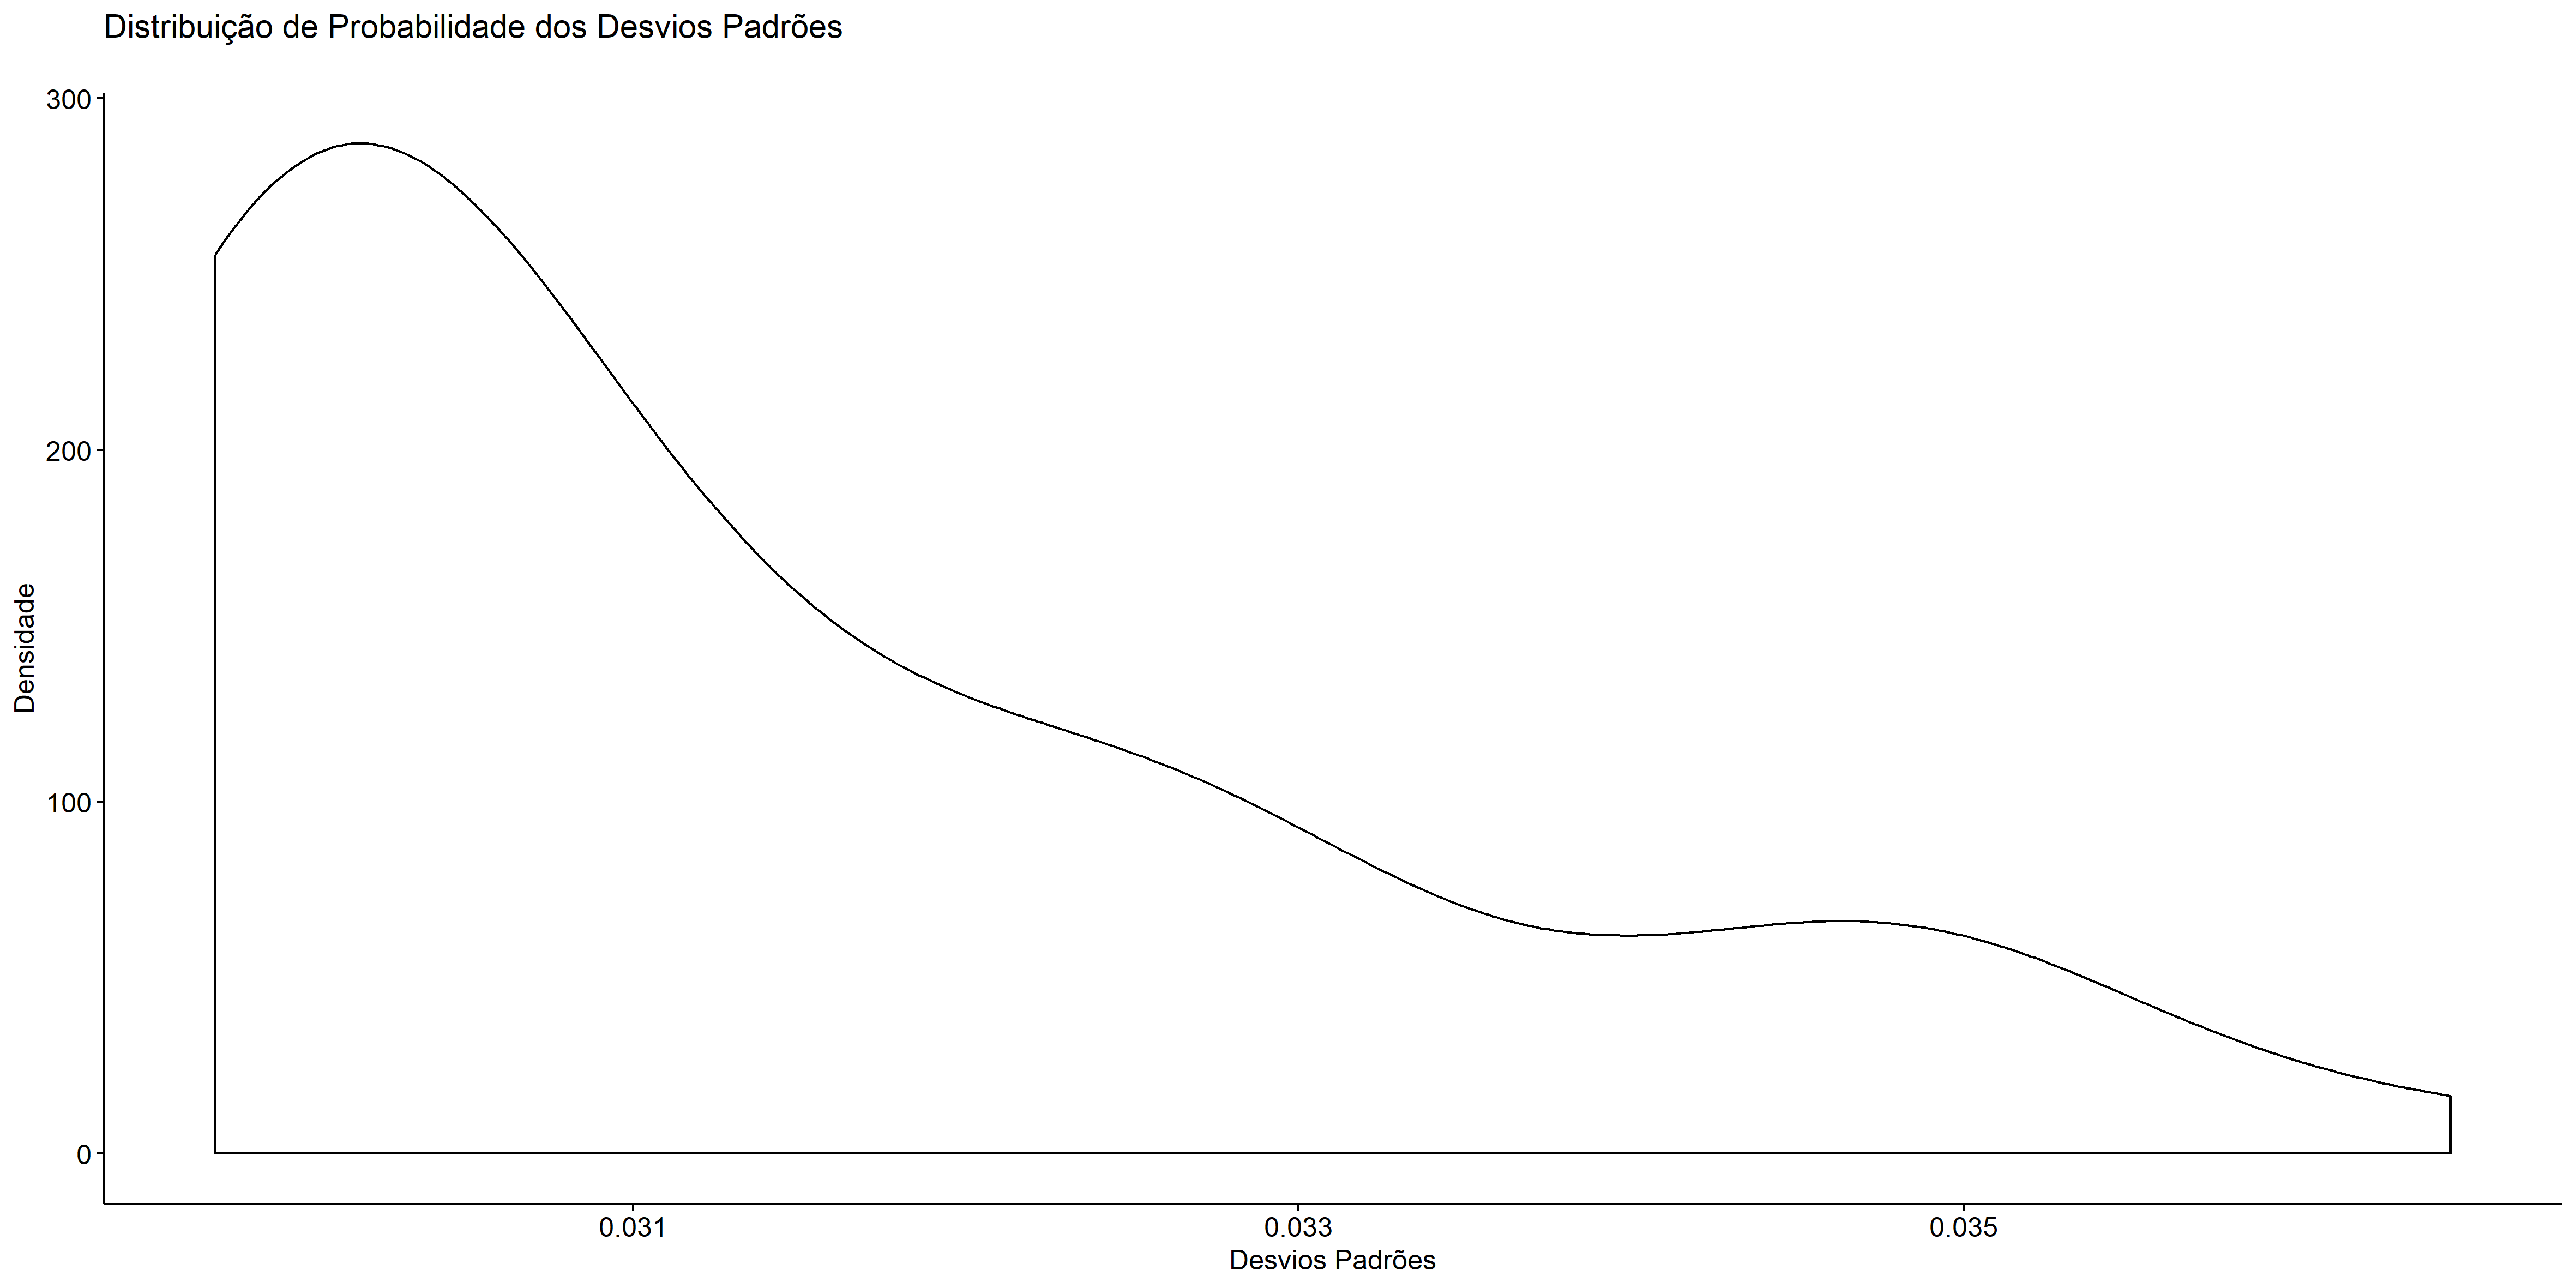 Distribuição de Probabilidade dos Desvios Padrões
300
200
100
0
Densidade
0.031 0.033 0.035
Desvios Padrões